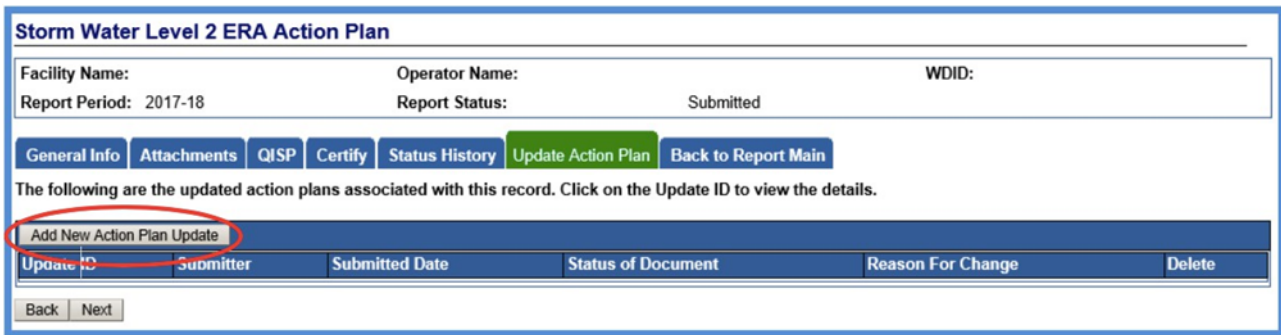 Storm Water Level 2 ERA Action Plan
Facility Name: Operator Name: WDID:
Report Period: 2017-18 Report Status: Submitted
General Info Attachments QISP Certify Status History Update Action Plan Back to Report Main
The following are the updated action plans associated with this record. Click on the Update ID to view the details.
Add New Action Plan Update
Update ID Submitter Submitted Date Status of Document Reason For Change Delete
Back Next